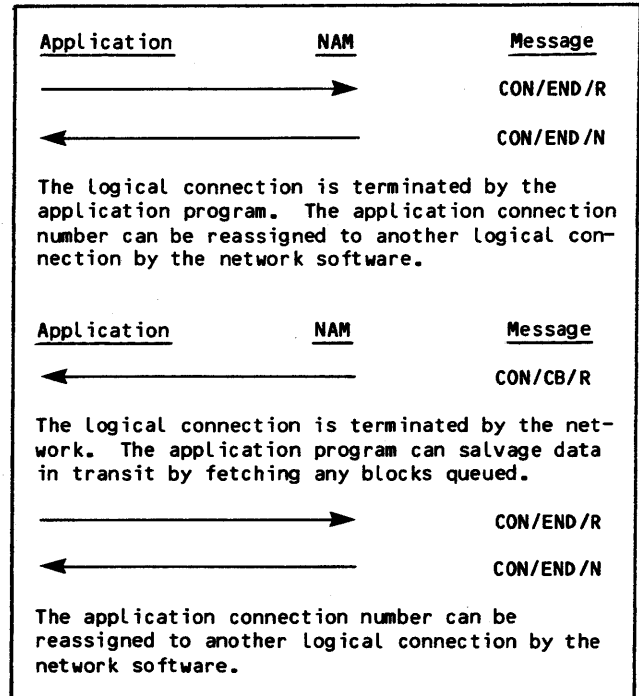 Application NAM Message
CON/END/R
CON/END/N
The logical connection is terminated by the
application program. The application connection
number can be reassigned to another logical con-
nection by the network software.
Application NAM Message
CON/CB/R
The logical connection is terminated by the net-
work. The application program can salvage data
in transit by fetching any blocks queued.
CON/END/R
CON/END/N
The application connection number can be
reassigned to another logical connection by the
network software.